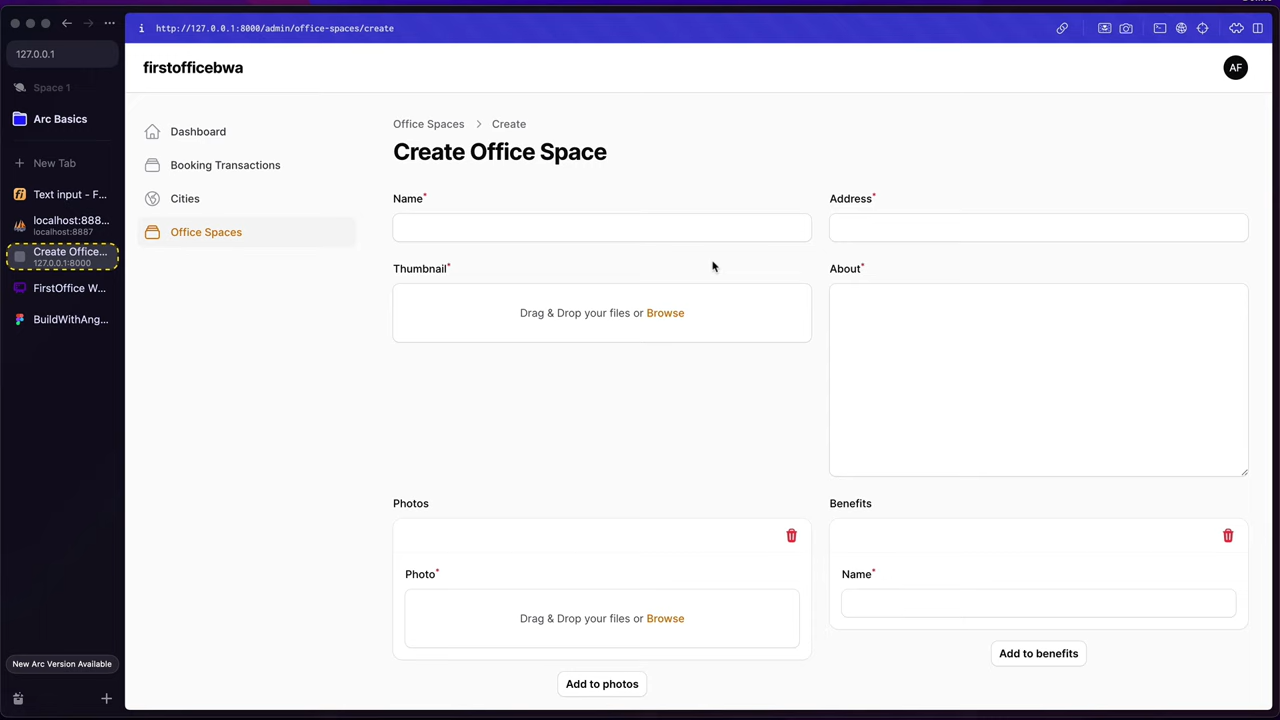 http://127.0.0.1:8000/admin/office-spaces/create
127.0.0.1
Space 1
Arc Basics
New Tab
Text input - F...
localhost:888...
localhost:8887
Create Office...
127.0.0.1:8000
FirstOffice W...
BuildWithAng...
New Arc Version Available
firstofficebwa
AF
Dashboard
Booking Transactions
Cities
Office Spaces
Office Spaces > Create
Create Office Space
Name*
Address*
Thumbnail*
Drag & Drop your files or Browse
About*
Photos
Photo*
Drag & Drop your files or Browse
Add to photos
Benefits
Name*
Add to benefits